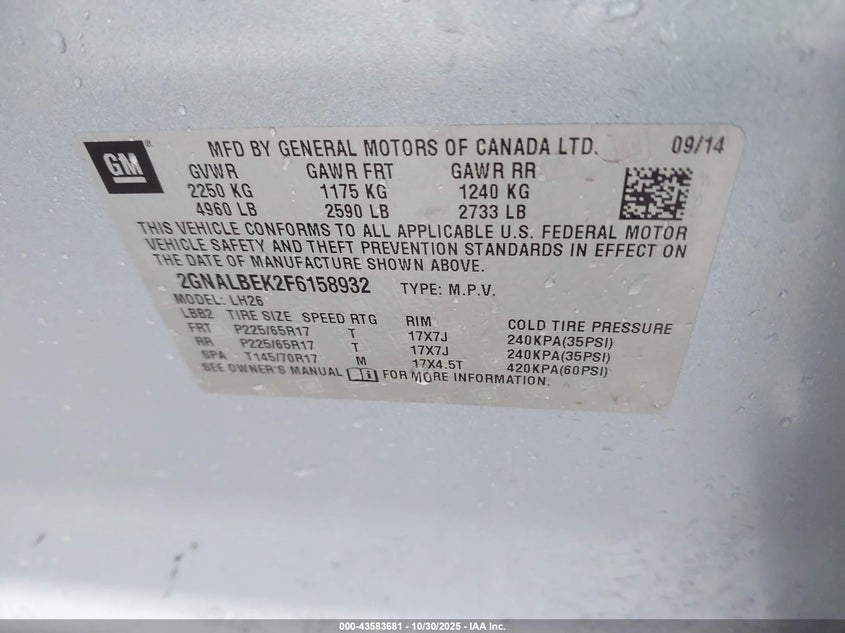 GM
MFD BY GENERAL MOTORS OF CANADA LTD. 09/14
GVWR GAWR FRT GAWR RR
2250 KG 1175 KG 1240 KG
4960 LB 2590 LB 2733 LB
THIS VEHICLE CONFORMS TO ALL APPLICABLE U.S. FEDERAL MOTOR
VEHICLE SAFETY AND THEFT PREVENTION STANDARDS IN EFFECT ON
THE DATE OF MANUFACTURE SHOWN ABOVE.
2GNALBEK2F6158932 TYPE: M.P.V.
MODEL: LH26
LBB2 TIRE SIZE SPEED RTG RIM COLD TIRE PRESSURE
FRT P225/65R17 T 17X7J 240KPA(35PSI)
RR P225/65R17 T 17X7J 240KPA(35PSI)
SPA T145/70R17 M 17X4.5T 420KPA(60PSI)
SEE OWNER'S MANUAL FOR MORE INFORMATION.
000-43583681 - 10/30/2025 - IAA Inc.